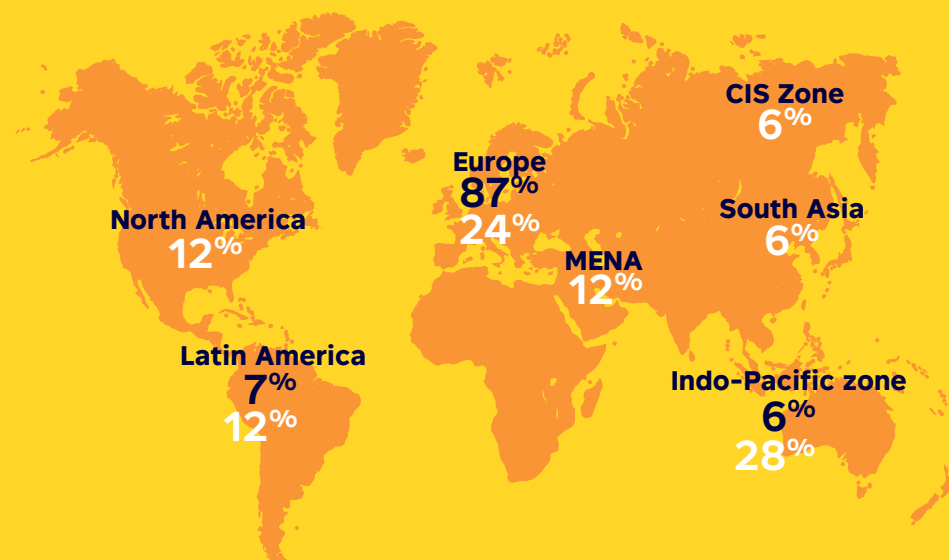 CIS Zone
6%
Europe
87%
24%
North America
12%
South Asia
6%
MENA
12%
Latin America
7%
12%
Indo-Pacific zone
6%
28%